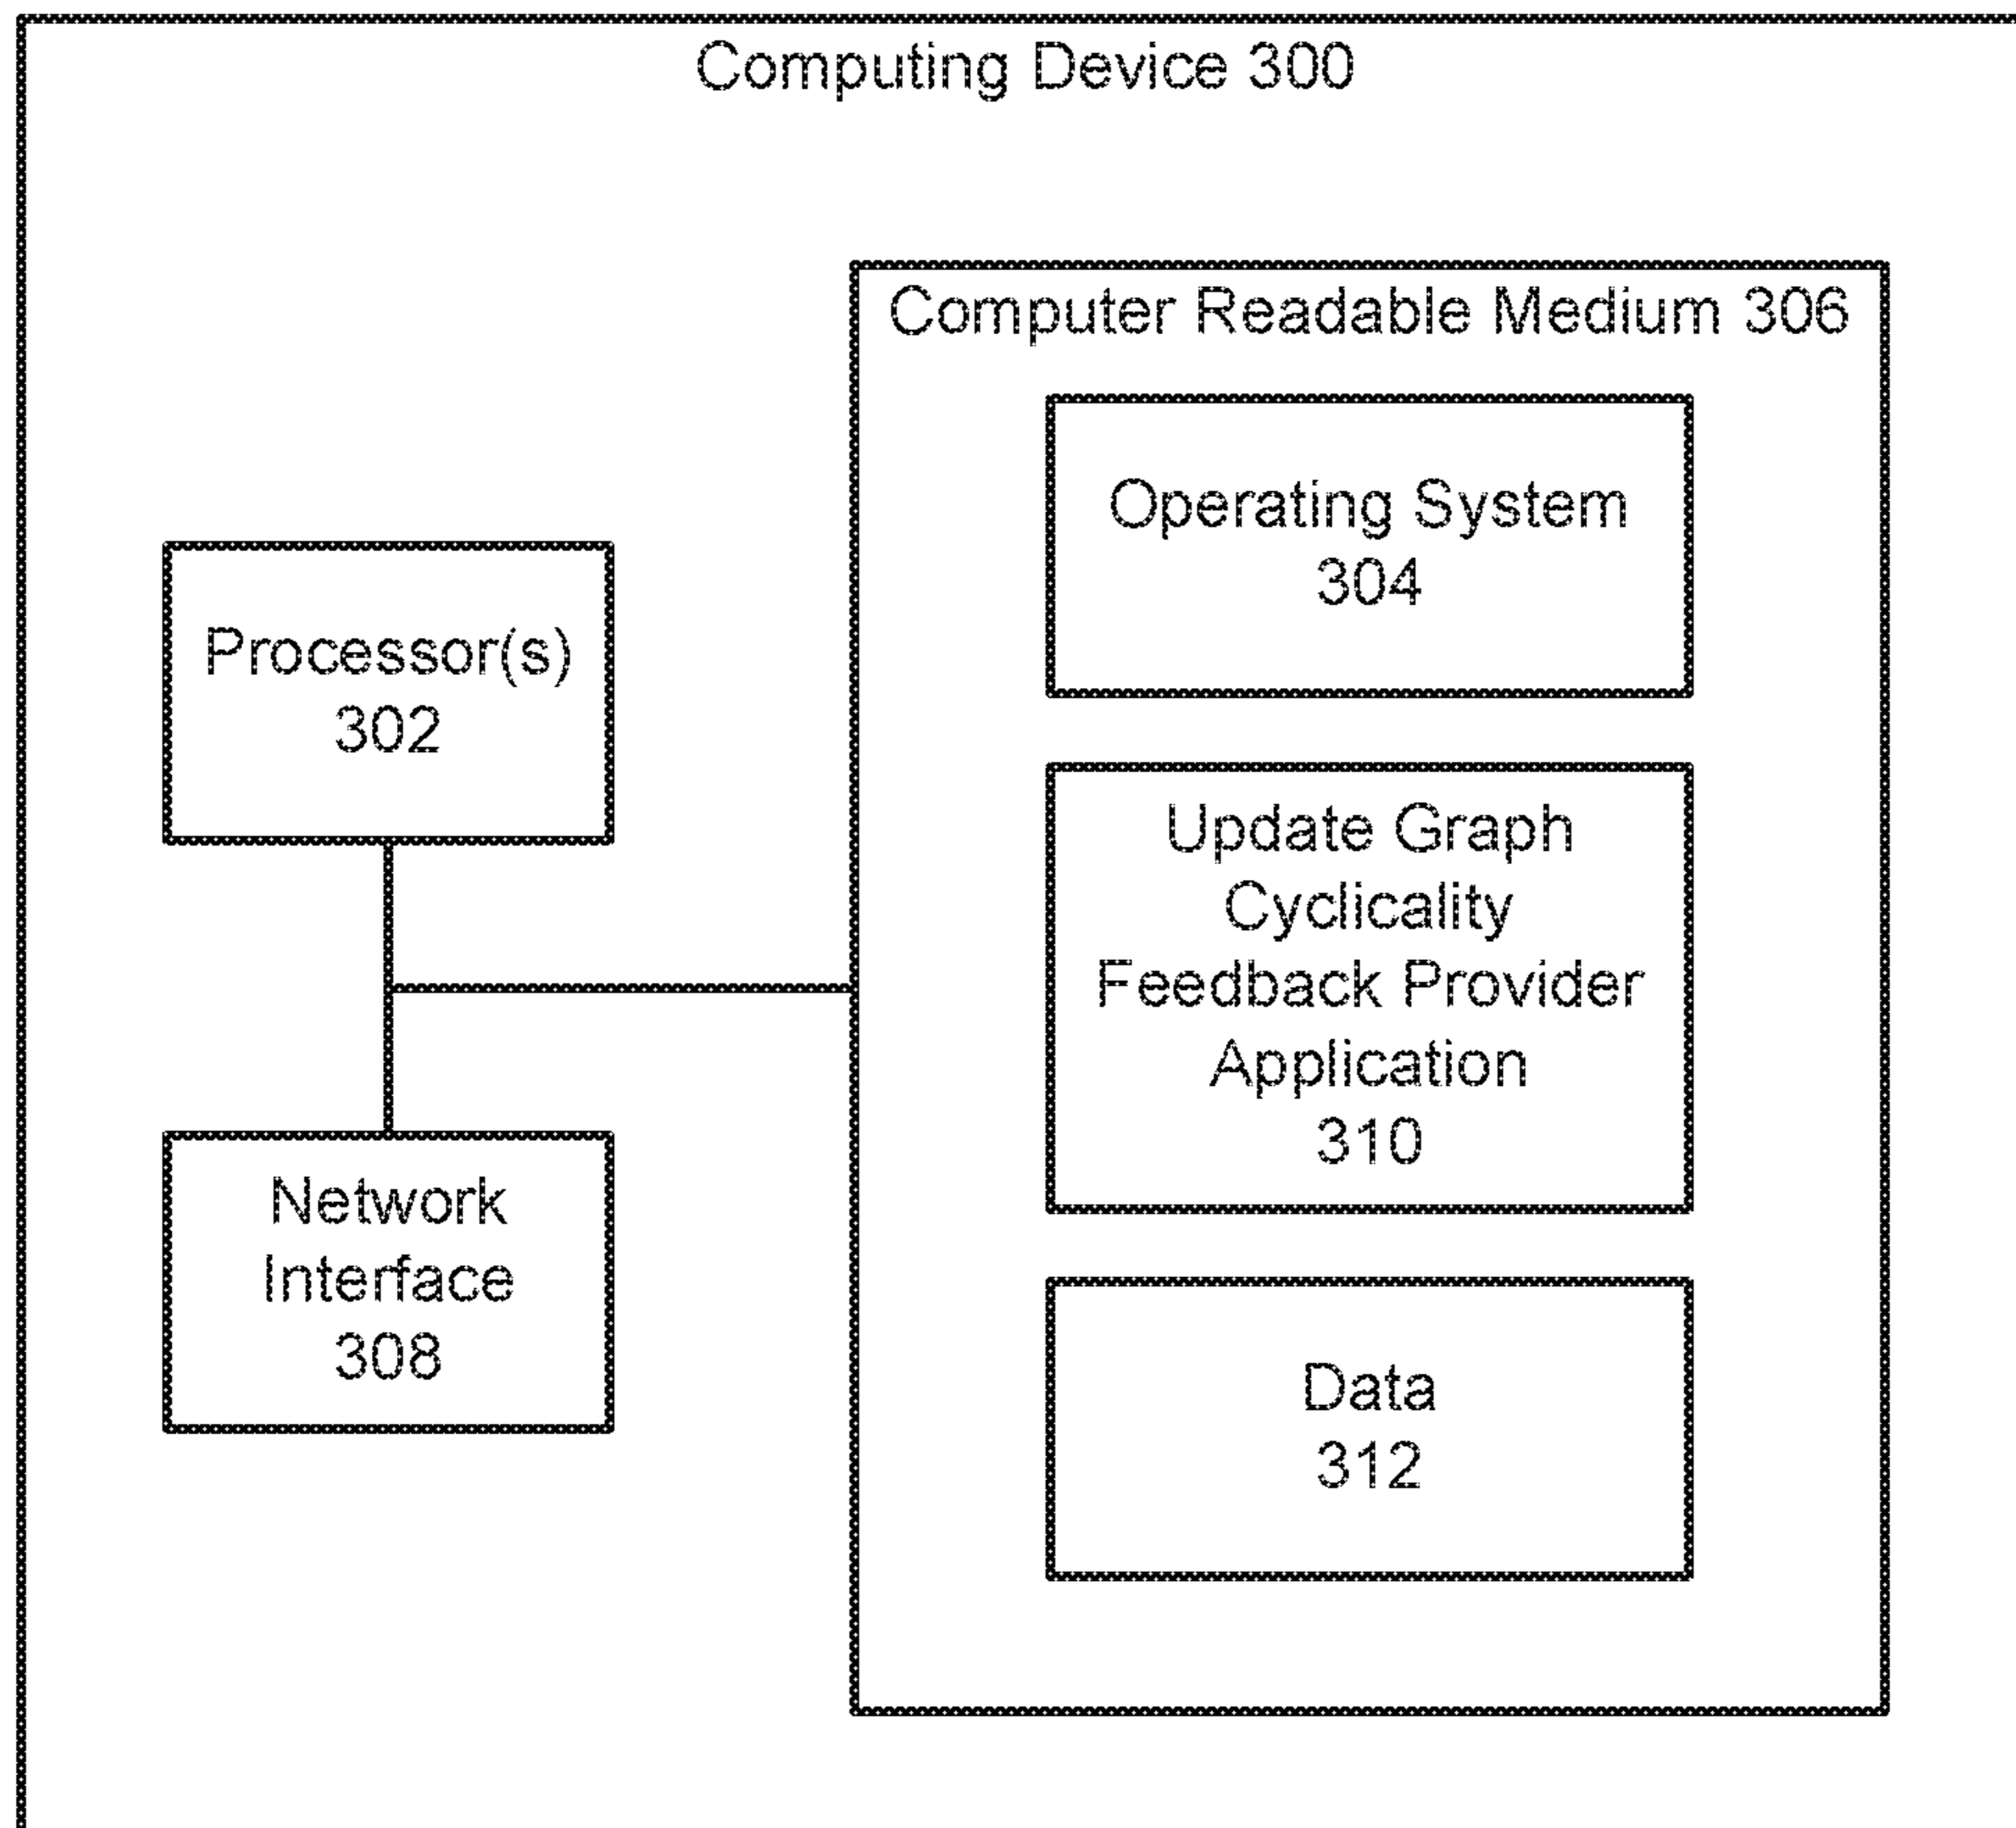 Computing Device 300
Computer Readable Medium 306
Operating System
304
Processor(s)
302
Update Graph
Cyclicality
Feedback Provider
Application
310
Network
Interface
308
Data
312